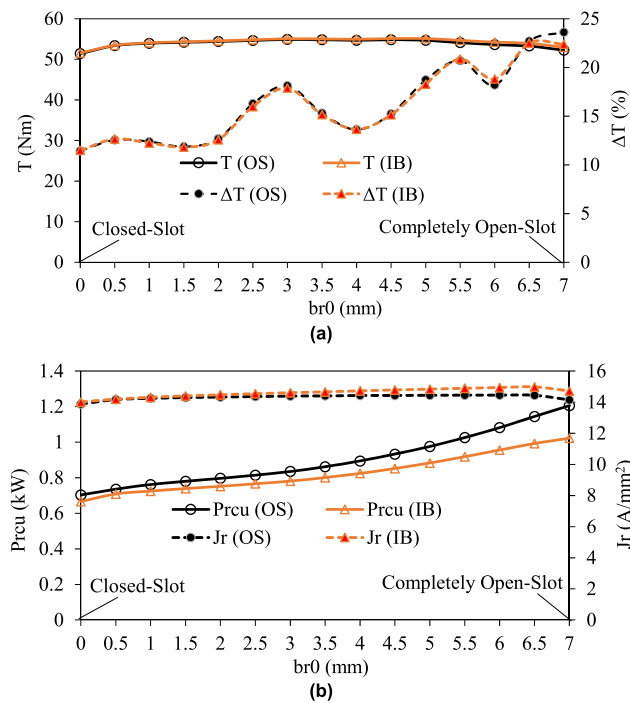 60
50
40
30
20
10
0
T (Nm)
25
20
15
10
5
0
ΔT (%)
T (OS)
T (IB)
ΔT (OS)
ΔT (IB)
Closed-Slot
Completely Open-Slot
0 0.5 1 1.5 2 2.5 3 3.5 4 4.5 5 5.5 6 6.5 7
br0 (mm)
(a)
1.4
1.2
1
0.8
0.6
0.4
0.2
0
Prcu (kW)
16
14
12
10
8
6
4
2
0
Jr (A/mm²)
Prcu (OS)
Prcu (IB)
Jr (OS)
Jr (IB)
Closed-Slot
Completely Open-Slot
0 0.5 1 1.5 2 2.5 3 3.5 4 4.5 5 5.5 6 6.5 7
br0 (mm)
(b)